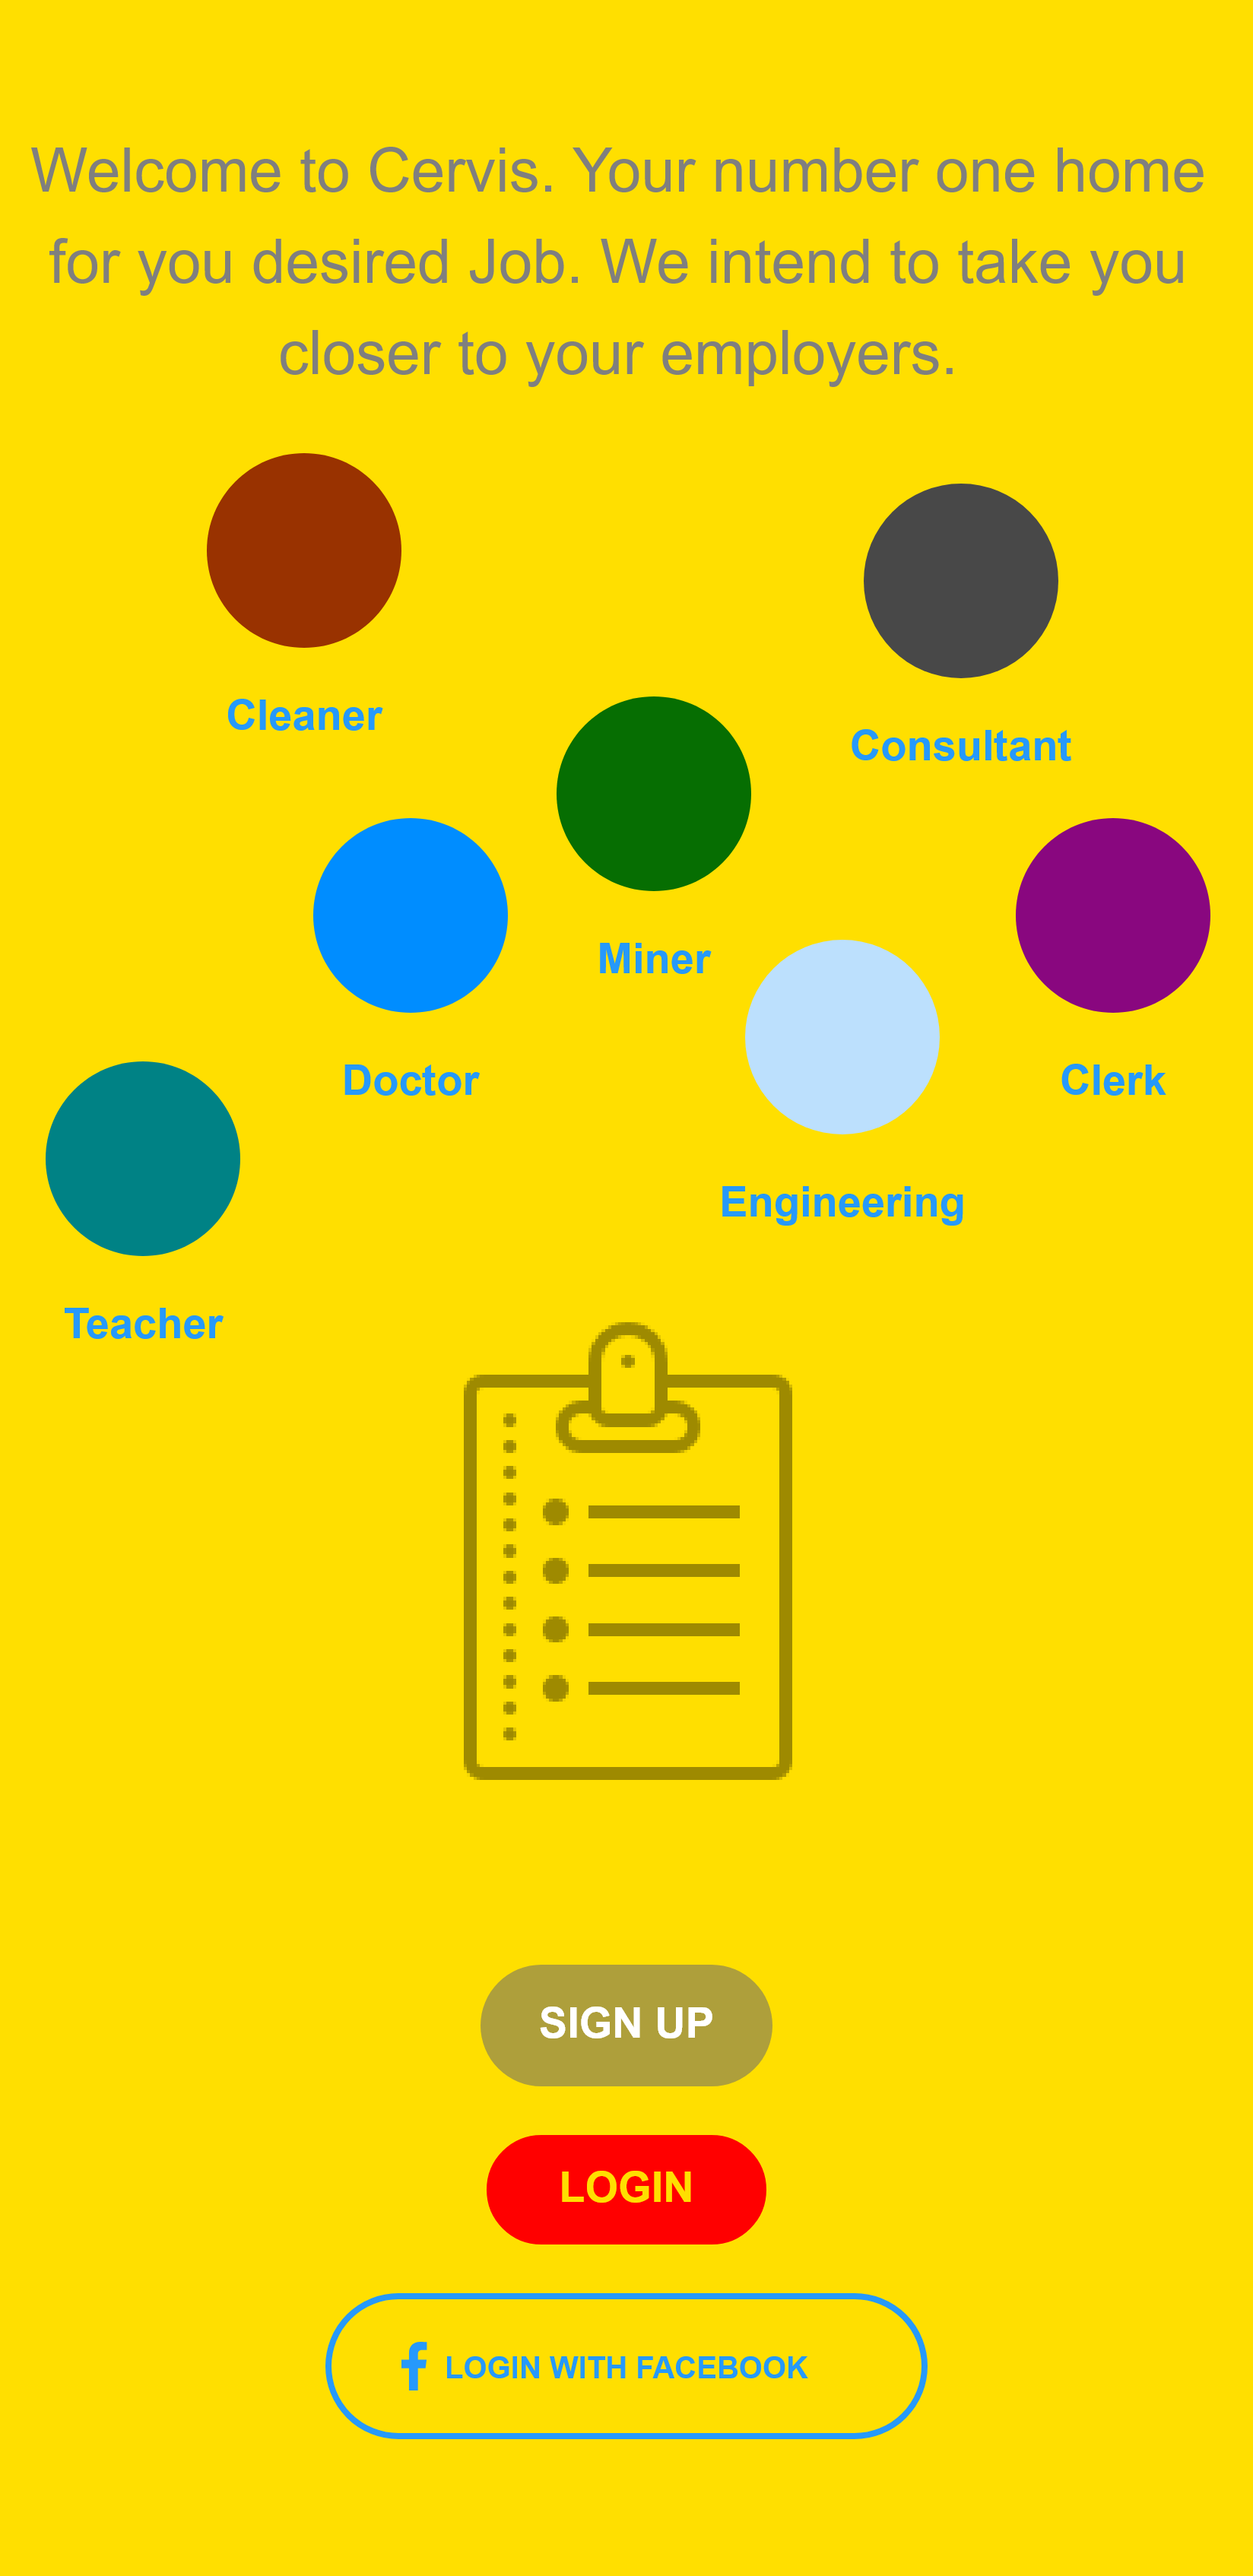 Welcome to Cervis. Your number one home
for you desired Job. We intend to take you
closer to your employers.
Cleaner
Consultant
Miner
Doctor
Clerk
Engineering
Teacher
SIGN UP
LOGIN
LOGIN WITH FACEBOOK